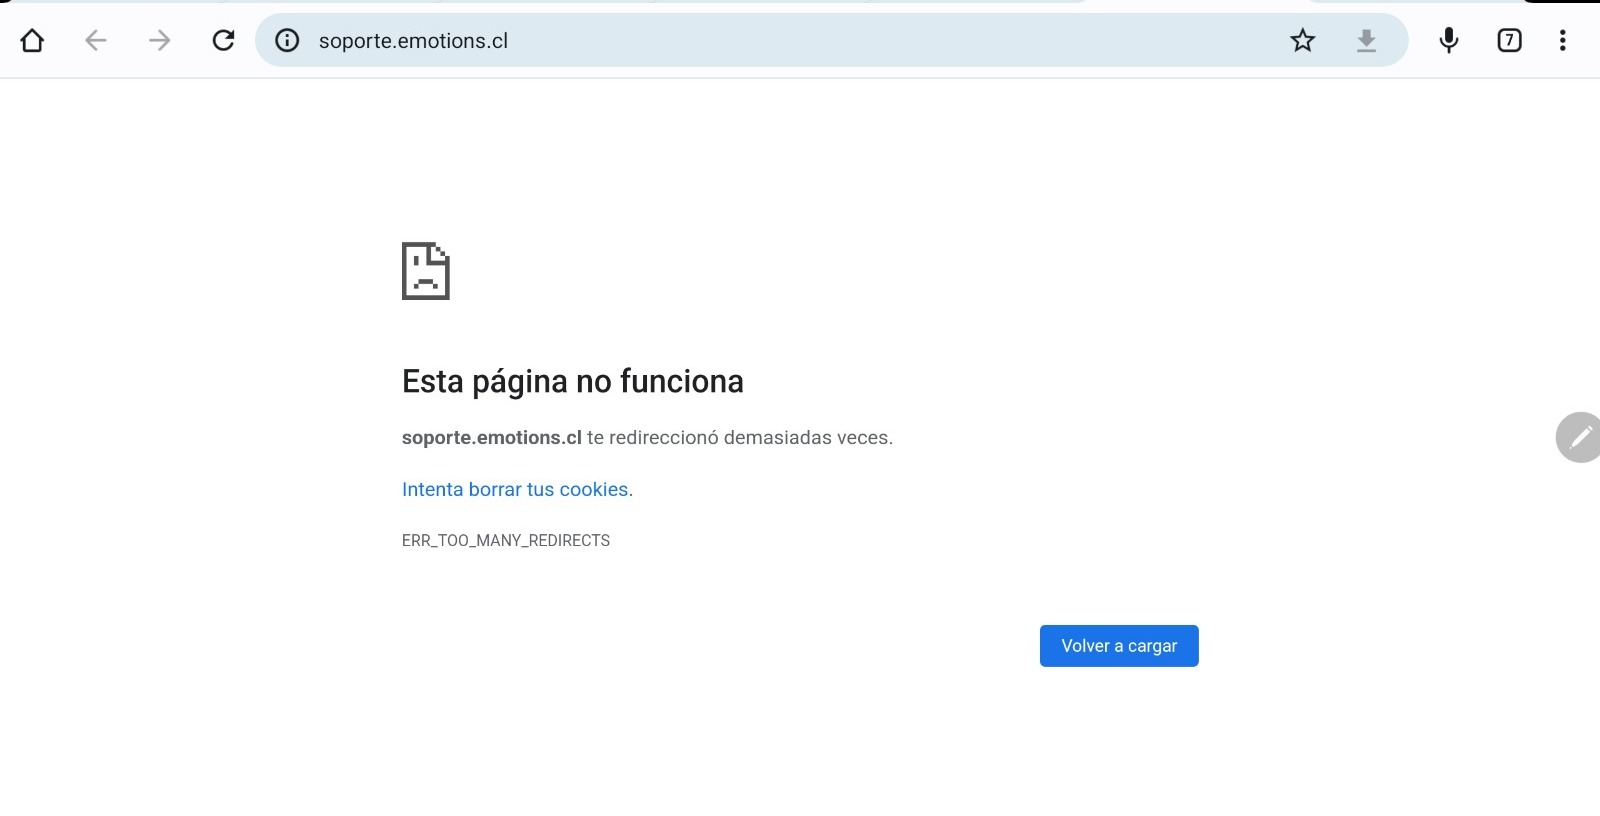 soporte.emotions.cl
7
Esta página no funciona
soporte.emotions.cl te redireccionó demasiadas veces.
Intenta borrar tus cookies.
ERR_TOO_MANY_REDIRECTS
Volver a cargar